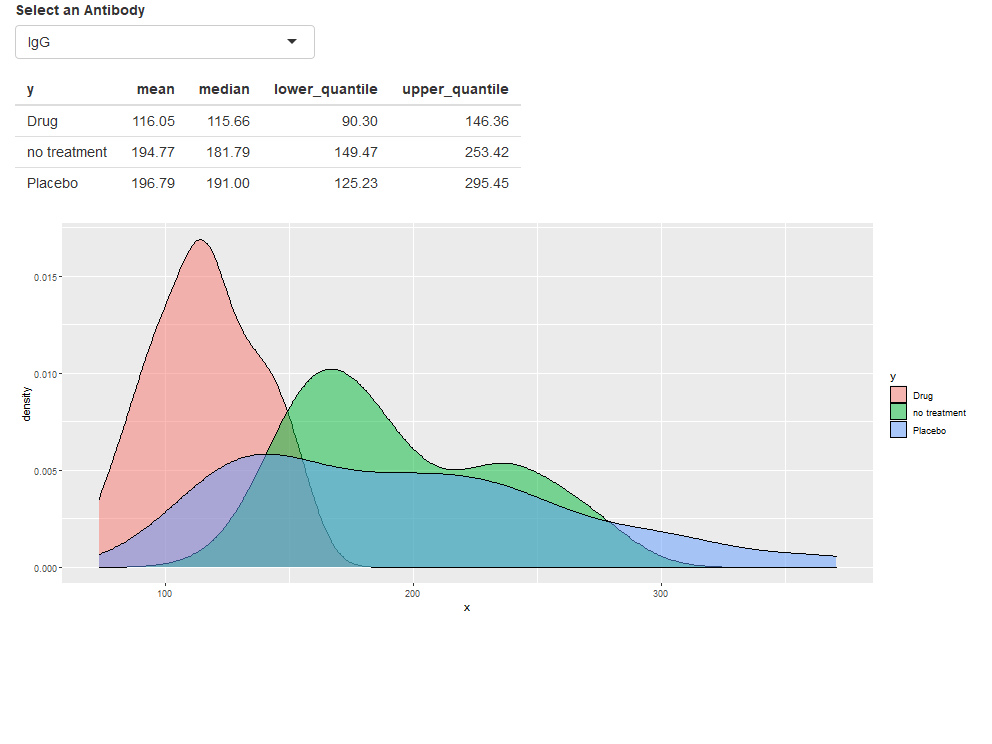 Select an Antibody
IgG
y mean median lower_quantile upper_quantile
Drug 116.05 115.66 90.30 146.36
no treatment 194.77 181.79 149.47 253.42
Placebo 196.79 191.00 125.23 295.45
0.015
0.010
0.005
0.000
density
100 200 300
x
y
Drug
no treatment
Placebo